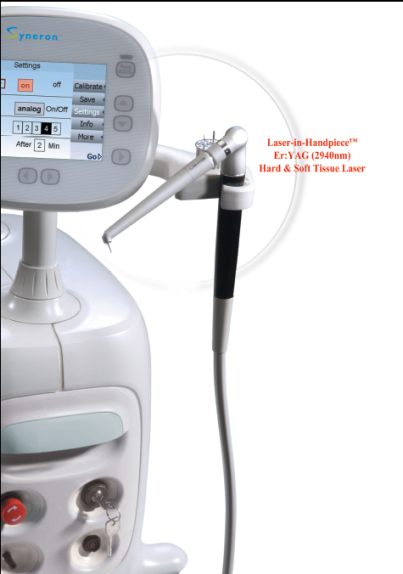 Syneron
Settings
on off Calibrate
Save
analog On/Off Settings
Info
1 2 3 4 5
More
After 2 Min
Go
Laser-in-Handpiece™
Er:YAG (2940nm)
Hard & Soft Tissue Laser